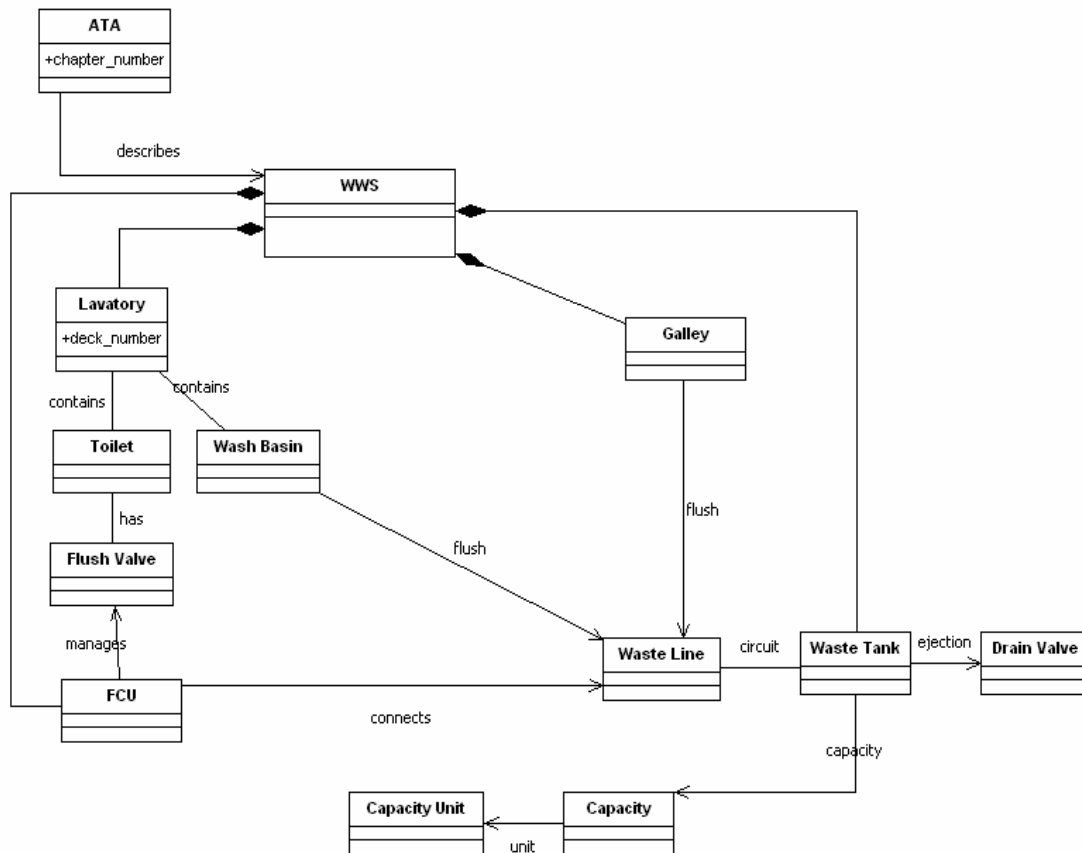 ATA
+chapter_number
describes
WWS
Lavatory
+deck_number
Galley
contains
contains
Toilet
Wash Basin
has
flush
Flush Valve
flush
manages
Waste Line
circuit
Waste Tank
ejection
Drain Valve
FCU
connects
capacity
Capacity Unit
Capacity
unit